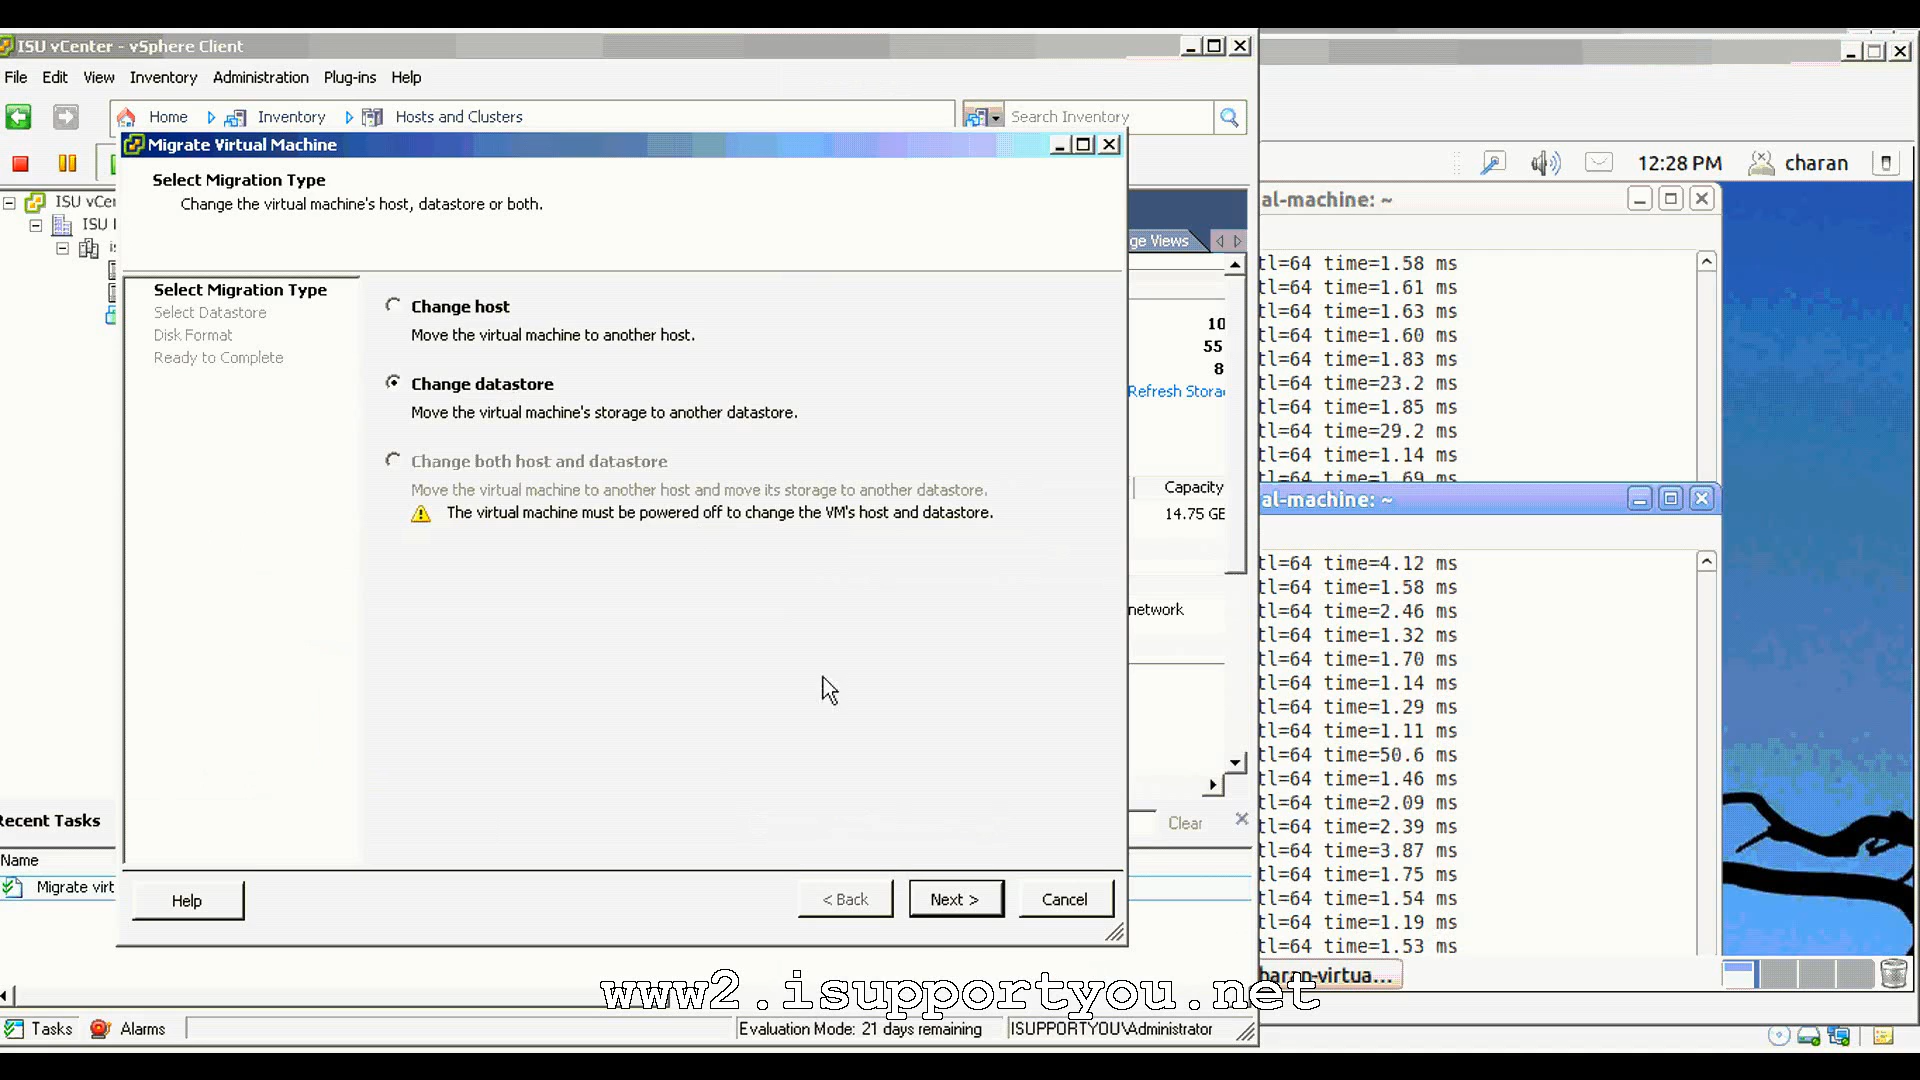 ISU vCenter - vSphere Client
File Edit View Inventory Administration Plug-ins Help
Home Inventory Hosts and Clusters
Search Inventory
Migrate Virtual Machine
Select Migration Type
Change the virtual machine's host, datastore or both.
ISU vCe
ISU
Select Migration Type
Select Datastore
Disk Format
Ready to Complete
Change host
Move the virtual machine to another host.
Change datastore
Move the virtual machine's storage to another datastore.
Change both host and datastore
Move the virtual machine to another host and move its storage to another datastore.
The virtual machine must be powered off to change the VM's host and datastore.
Help
< Back
Next >
Cancel
ge Views
10
55
8
Refresh Stora
Capacity
14.75 GE
network
Clear
Recent Tasks
Name
Migrate virt
Tasks
Alarms
Evaluation Mode: 21 days remaining
ISUPPORTYOU\Administrator
12:28 PM
charan
al-machine: ~
tl=64 time=1.58 ms
tl=64 time=1.61 ms
tl=64 time=1.63 ms
tl=64 time=1.60 ms
tl=64 time=1.83 ms
tl=64 time=23.2 ms
tl=64 time=1.85 ms
tl=64 time=29.2 ms
tl=64 time=1.14 ms
tl=64 time=1.69 ms
al-machine: ~
tl=64 time=4.12 ms
tl=64 time=1.58 ms
tl=64 time=2.46 ms
tl=64 time=1.32 ms
tl=64 time=1.70 ms
tl=64 time=1.14 ms
tl=64 time=1.29 ms
tl=64 time=1.11 ms
tl=64 time=50.6 ms
tl=64 time=1.46 ms
tl=64 time=2.09 ms
tl=64 time=2.39 ms
tl=64 time=3.87 ms
tl=64 time=1.75 ms
tl=64 time=1.54 ms
tl=64 time=1.19 ms
tl=64 time=1.53 ms
haran-virtua...
www2.isupportyou.net